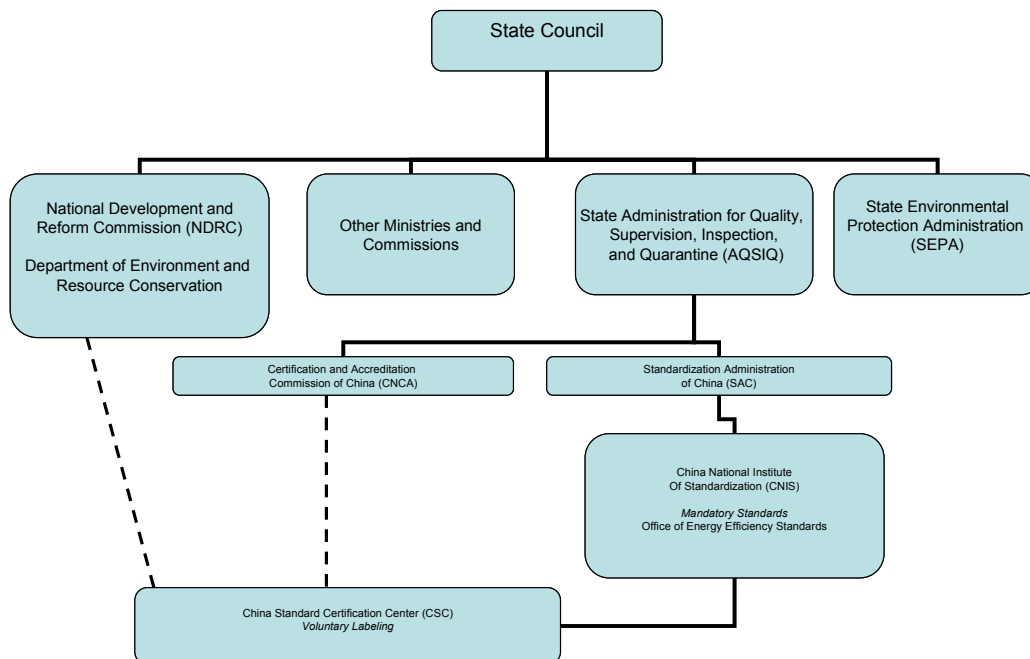 State Council
National Development and
Reform Commission (NDRC)
Department of Environment and
Resource Conservation
Other Ministries and
Commissions
State Administration for Quality,
Supervision, Inspection,
and Quarantine (AQSIQ)
State Environmental
Protection Administration
(SEPA)
Certification and Accreditation
Commission of China (CNCA)
Standardization Administration
of China (SAC)
China National Institute
Of Standardization (CNIS)
Mandatory Standards
Office of Energy Efficiency Standards
China Standard Certification Center (CSC)
Voluntary Labeling